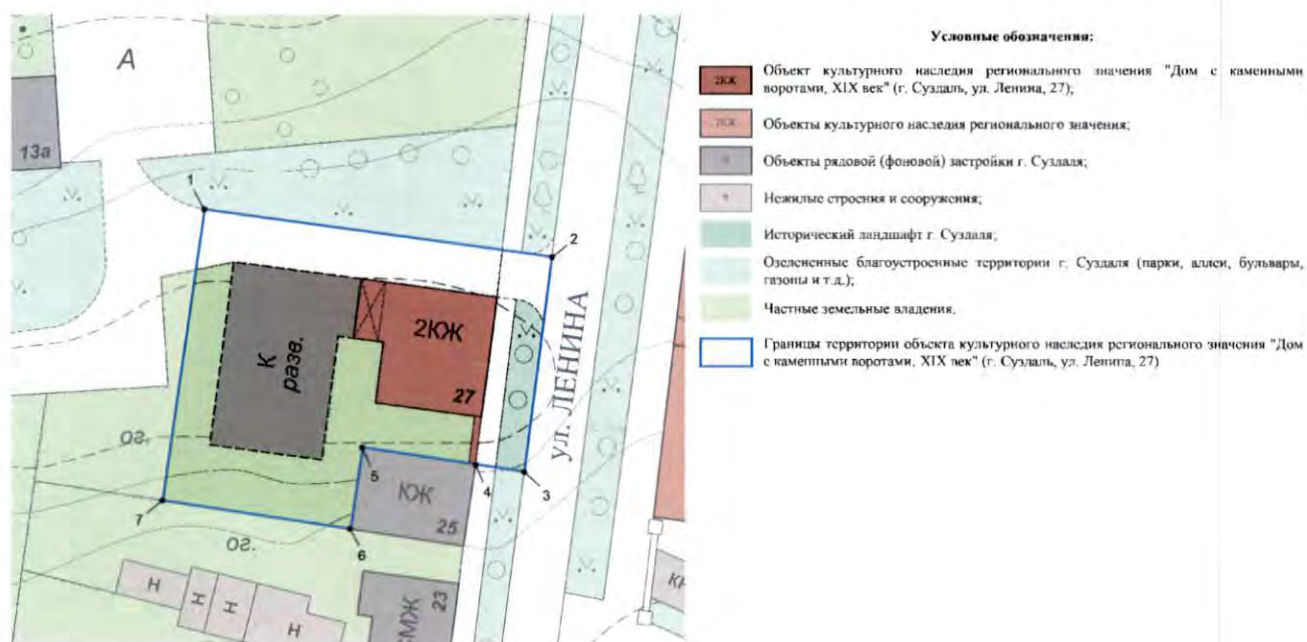 А
13а
1
2
К
разв.
2КЖ
27
ул. ЛЕНИНА
ог.
5
4
3
КЖ
25
7
6
ог.
Н
Н
Н
Н
23
Условные обозначения:
2КЖ
Объект культурного наследия регионального значения "Дом с каменными
воротами, XIX век" (г. Суздаль, ул. Ленина, 27);
Объекты культурного наследия регионального значения;
Объекты рядовой (фоновой) застройки г. Суздаля;
н
Нежилые строения и сооружения;
Исторический ландшафт г. Суздаля;
Озелененные благоустроенные территории г. Суздаля (парки, аллеи, бульвары,
газоны и т.д.);
Частные земельные владения.
Границы территории объекта культурного наследия регионального значения "Дом
с каменными воротами, XIX век" (г. Суздаль, ул. Ленина, 27)